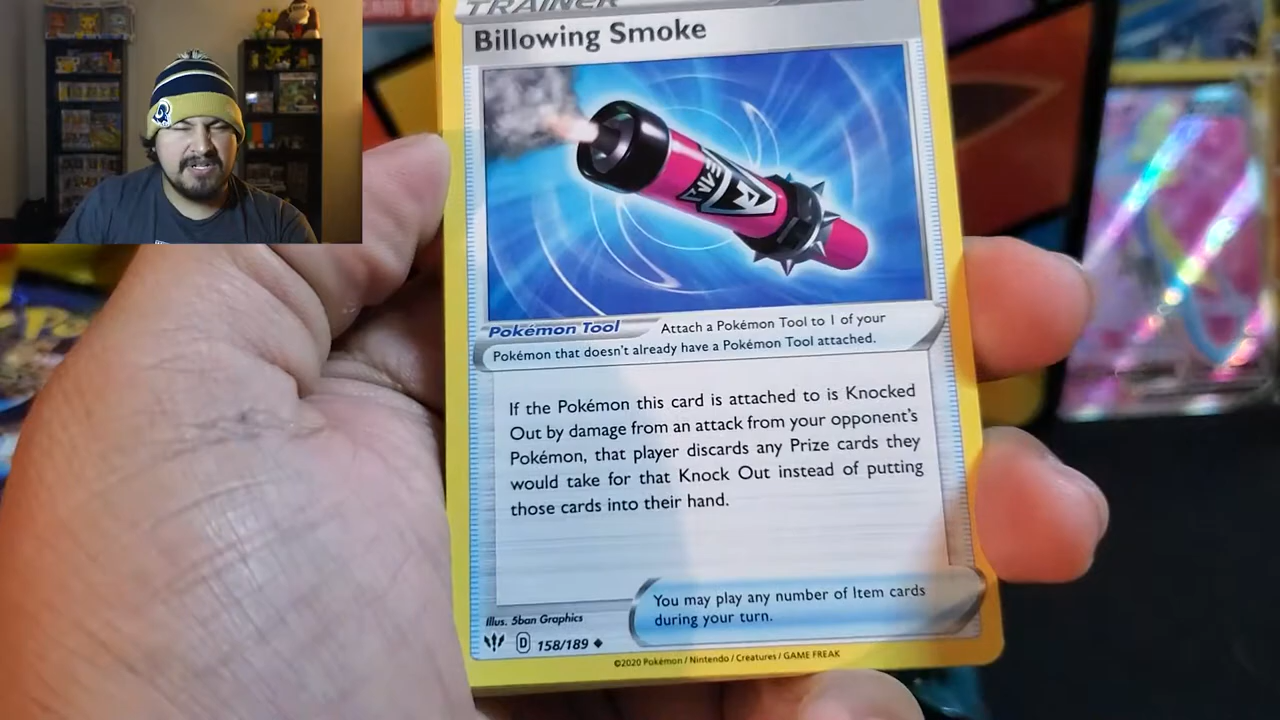 TRAINER
Billowing Smoke
Pokémon Tool
Attach a Pokémon Tool to 1 of your
Pokémon that doesn't already have a Pokémon Tool attached.
If the Pokémon this card is attached to is Knocked
Out by damage from an attack from your opponent's
Pokémon, that player discards any Prize cards they
would take for that Knock Out instead of putting
those cards into their hand.
You may play any number of Item cards
during your turn.
Illus. 5ban Graphics
D 158/189
©2020 Pokémon / Nintendo / Creatures / GAME FREAK